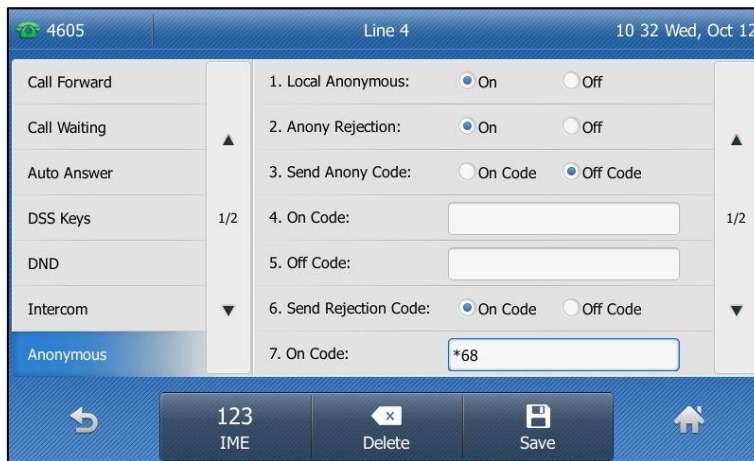 4605 Line 4 10 32 Wed, Oct 12
Call Forward 1. Local Anonymous: On Off
Call Waiting 2. Anony Rejection: On Off
Auto Answer 3. Send Anony Code: On Code Off Code
DSS Keys 1/2 4. On Code: 1/2
DND 5. Off Code:
Intercom 6. Send Rejection Code: On Code Off Code
Anonymous 7. On Code: *68
123
IME Delete Save